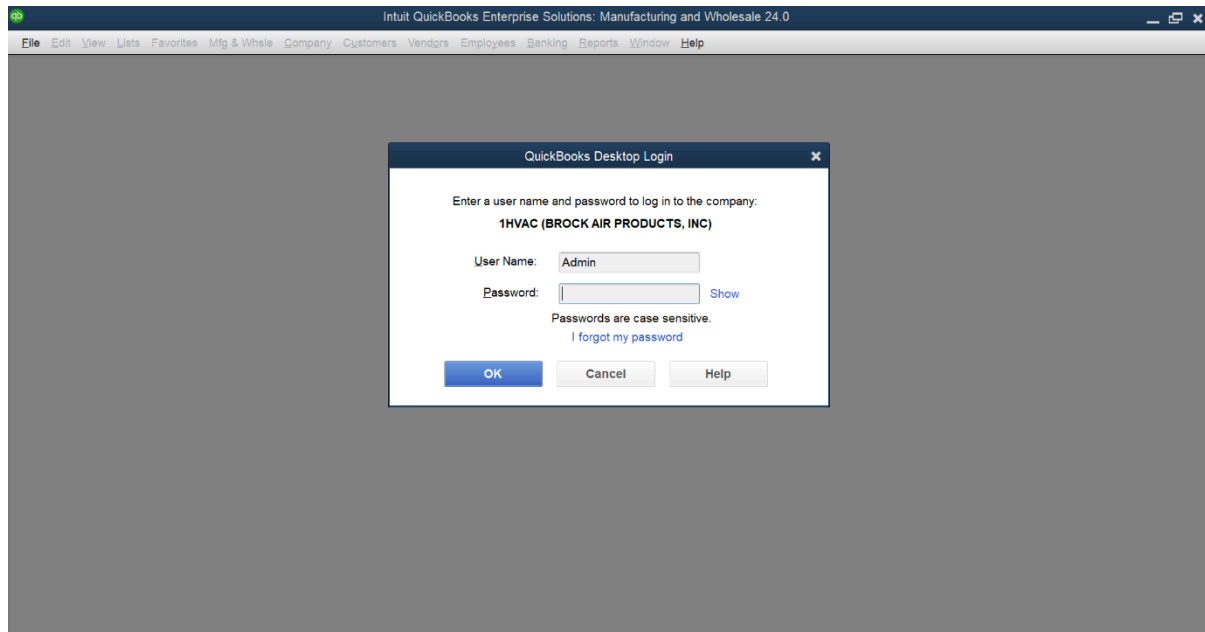 qb
Intuit QuickBooks Enterprise Solutions: Manufacturing and Wholesale 24.0
File Edit View Lists Favorites Mfg & Whsle Company Customers Vendors Employees Banking Reports Window Help
QuickBooks Desktop Login
Enter a user name and password to log in to the company:
1HVAC (BROCK AIR PRODUCTS, INC)
User Name: Admin
Password: Show
Passwords are case sensitive.
I forgot my password
OK Cancel Help